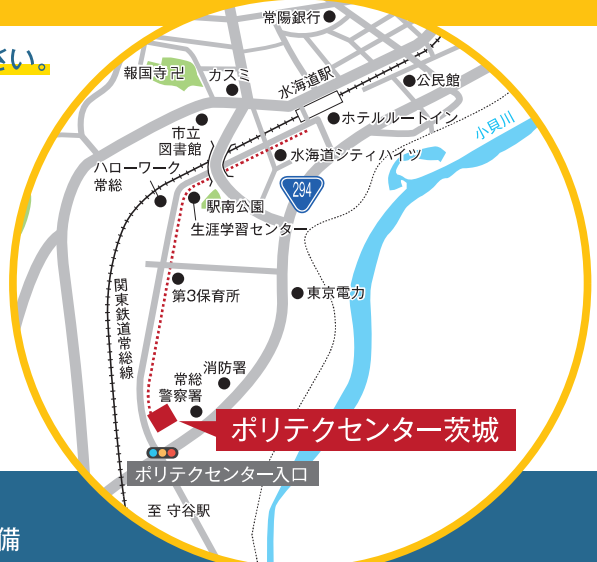 さい。
常陽銀行
報国寺卍
カスミ
水海道駅
公民館
ホテルルートイン
小貝川
市立
図書館
水海道シティハイツ
ハローワーク
常総
294
駅南公園
生涯学習センター
関東鉄道常総線
第3保育所
東京電力
消防署
常総
警察署
ポリテクセンター茨城
ポリテクセンター入口
至 守谷駅
備